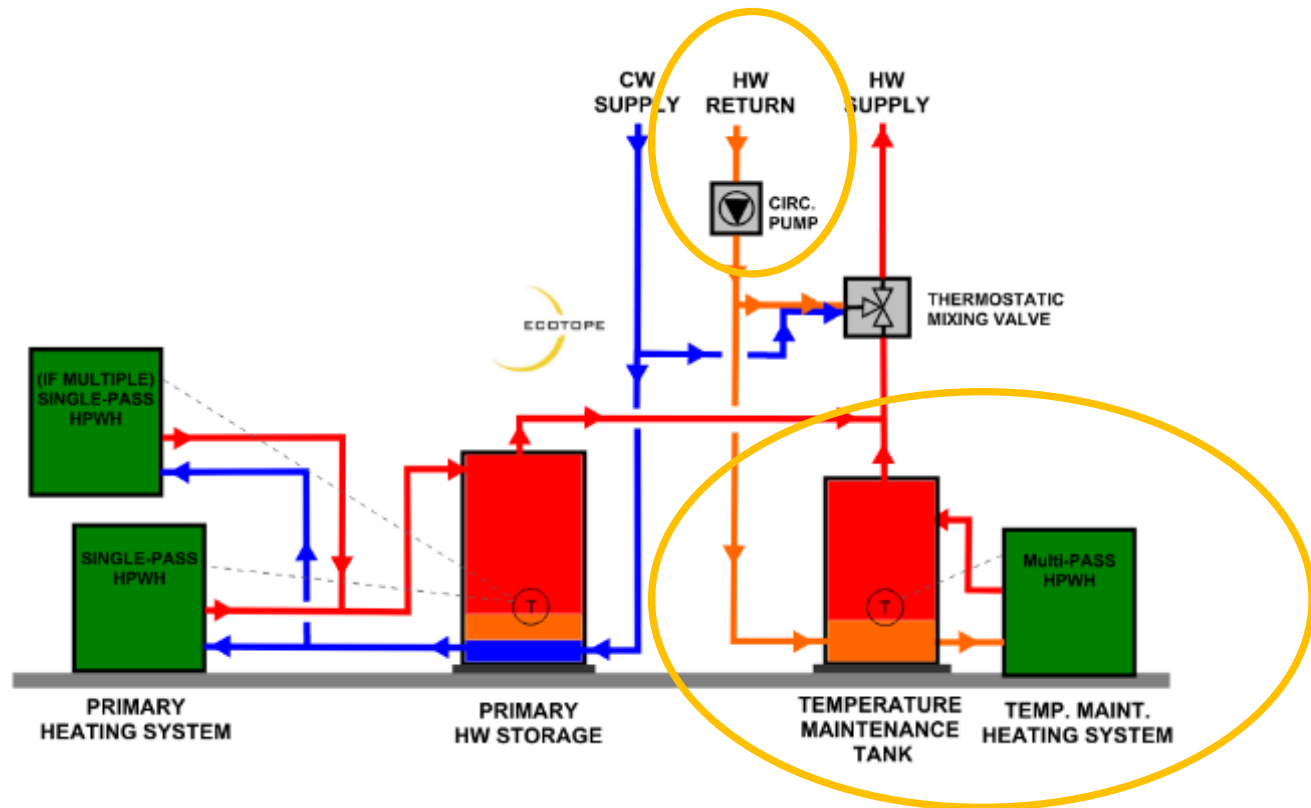 CW
SUPPLY
HW
RETURN
HW
SUPPLY
CIRC.
PUMP
THERMOSTATIC
MIXING VALVE
ECOTOPE
(IF MULTIPLE)
SINGLE-PASS
HPWH
SINGLE-PASS
HPWH
T
T
Multi-PASS
HPWH
PRIMARY
HEATING SYSTEM
PRIMARY
HW STORAGE
TEMPERATURE
MAINTENANCE
TANK
TEMP. MAINT.
HEATING SYSTEM